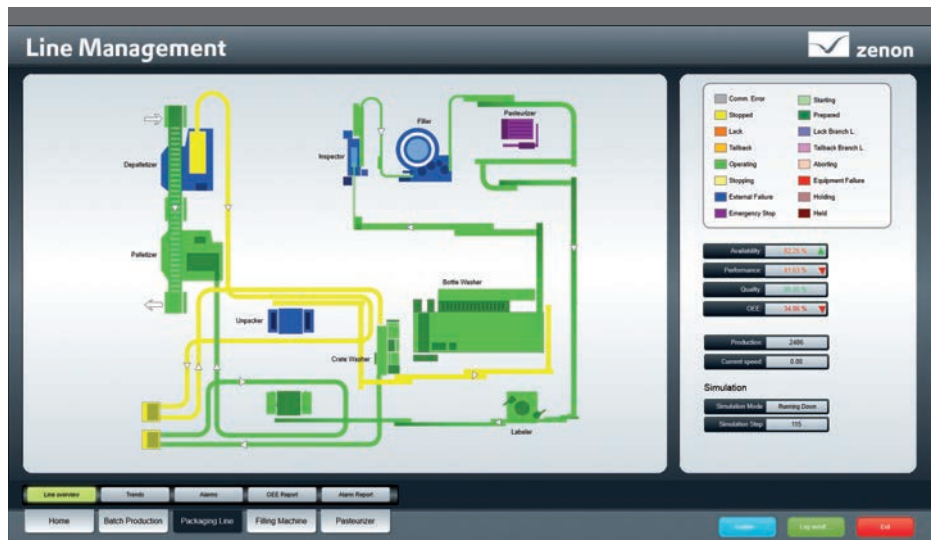 Line Management
zenon
Comm. Error
Starting
Stopped
Prepared
Lack
Lack Branch L.
Tailback
Tailback Branch L.
Operating
Aborting
Stopping
Equipment Failure
External Failure
Holding
Emergency Stop
Held
Depalletizer
Palletizer
Inspector
Filler
Pasteurizer
Bottle Washer
Unpacker
Crate Washer
Labeler
Availability
Performance
Quality
OEE 34.86 %
Production 2486
Current speed 0.00
Simulation
Simulation Mode Running Down
Simulation Step 115
Line overview
Trends
Alarms
OEE Report
Alarm Report
Home
Batch Production
Packaging Line
Filling Machine
Pasteurizer
Exit